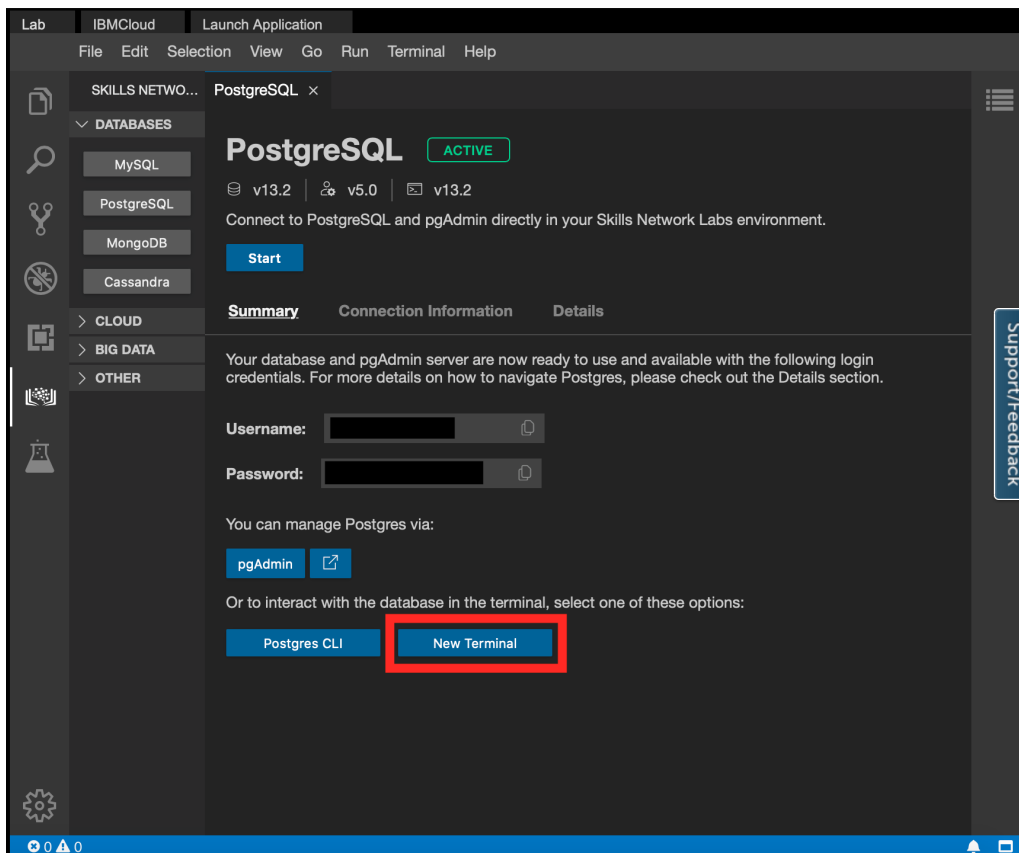 Lab IBMCloud Launch Application
File Edit Selection View Go Run Terminal Help
SKILLS NETWO... PostgreSQL ×
DATABASES
MySQL
PostgreSQL
MongoDB
Cassandra
CLOUD
BIG DATA
OTHER
PostgreSQL ACTIVE
v13.2 v5.0 v13.2
Connect to PostgreSQL and pgAdmin directly in your Skills Network Labs environment.
Start
Summary Connection Information Details
Your database and pgAdmin server are now ready to use and available with the following login
credentials. For more details on how to navigate Postgres, please check out the Details section.
Username:
Password:
You can manage Postgres via:
pgAdmin
Or to interact with the database in the terminal, select one of these options:
Postgres CLI New Terminal
Support/Feedback
0 0